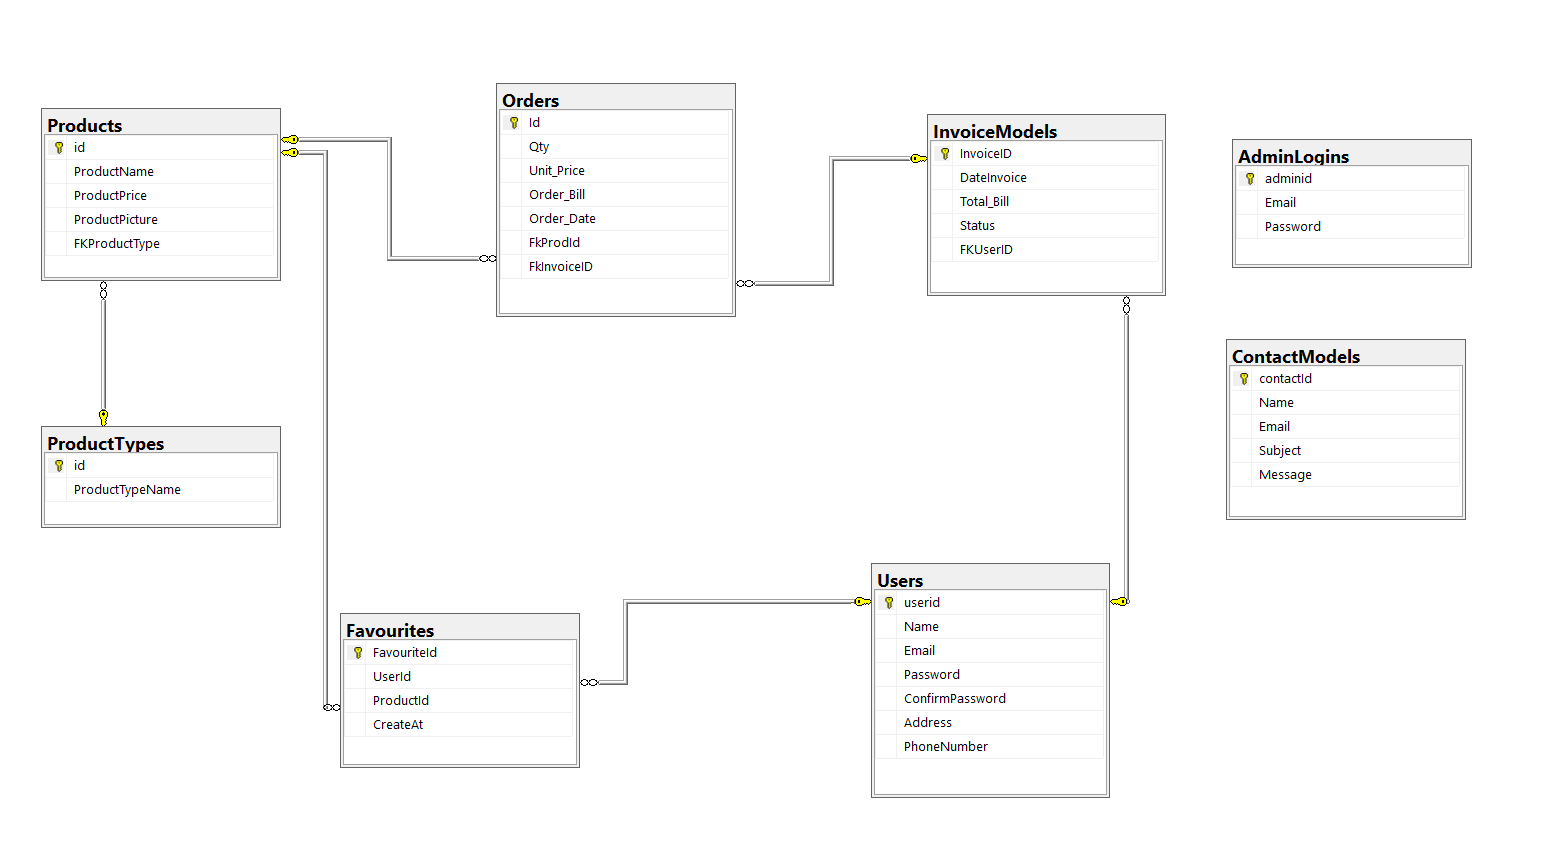 Products
id
ProductName
ProductPrice
ProductPicture
FKProductType
Orders
Id
Qty
Unit_Price
Order_Bill
Order_Date
FkProdId
FkInvoiceID
InvoiceModels
InvoiceID
DateInvoice
Total_Bill
Status
FKUserID
AdminLogins
adminid
Email
Password
ContactModels
contactId
Name
Email
Subject
Message
ProductTypes
id
ProductTypeName
Favourites
FavouriteId
UserId
ProductId
CreateAt
Users
userid
Name
Email
Password
ConfirmPassword
Address
PhoneNumber